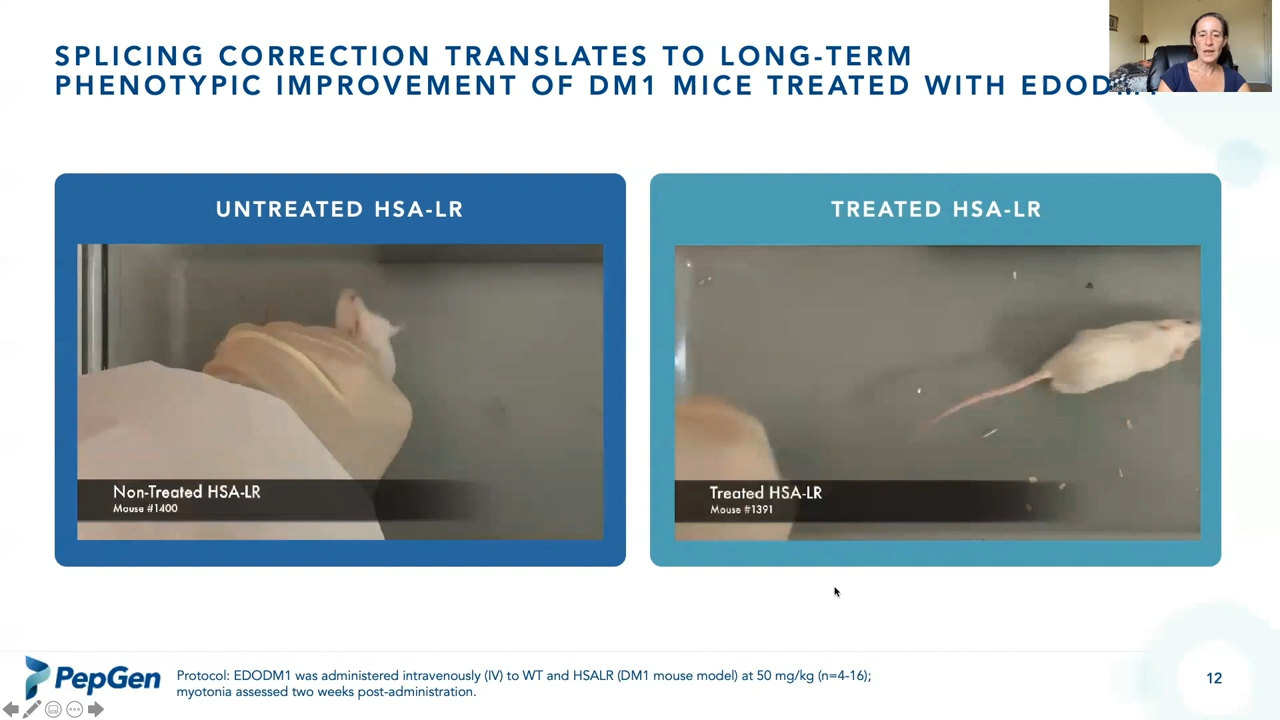 SPLICING CORRECTION TRANSLATES TO LONG-TERM
PHENOTYPIC IMPROVEMENT OF DM1 MICE TREATED WITH EDODM1
UNTREATED HSA-LR
TREATED HSA-LR
Non-Treated HSA-LR
Mouse #1400
Treated HSA-LR
Mouse #1391
PepGen
Protocol: EDODM1 was administered intravenously (IV) to WT and HSALR (DM1 mouse model) at 50 mg/kg (n=4-16);
myotonia assessed two weeks post-administration.
12